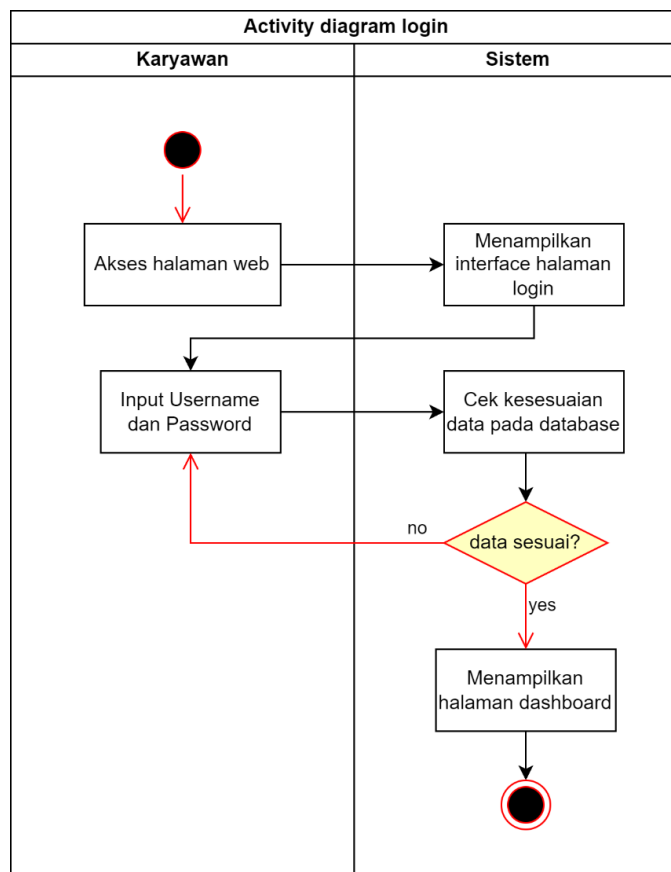 Activity diagram login
Karyawan
Sistem
Akses halaman web
Menampilkan
interface halaman
login
Input Username
dan Password
Cek kesesuaian
data pada database
no
data sesuai?
yes
Menampilkan
halaman dashboard